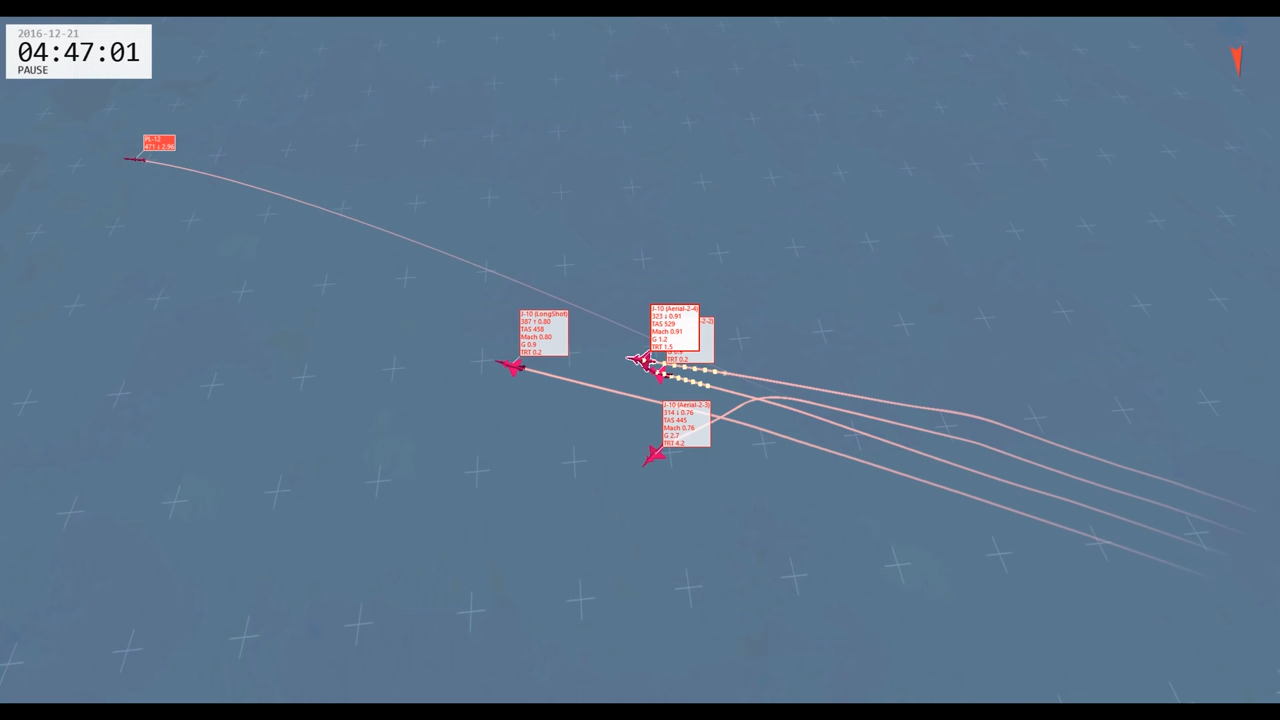 2016-12-21
04:47:01
PAUSE
PL-12
471 ↓ 2.96
J-10 (LongShot)
387 ↑ 0.80
TAS 458
Mach 0.80
G 0.9
TRT 0.2
J-10 (Aerial-2-4)
323 ↓ 0.91
TAS 529
Mach 0.91
G 1.2
TRT 1.5
-2-2)
TRT 0.2
J-10 (Aerial-2-3)
314 ↓ 0.76
TAS 445
Mach 0.76
G 2.7
TRT 4.2